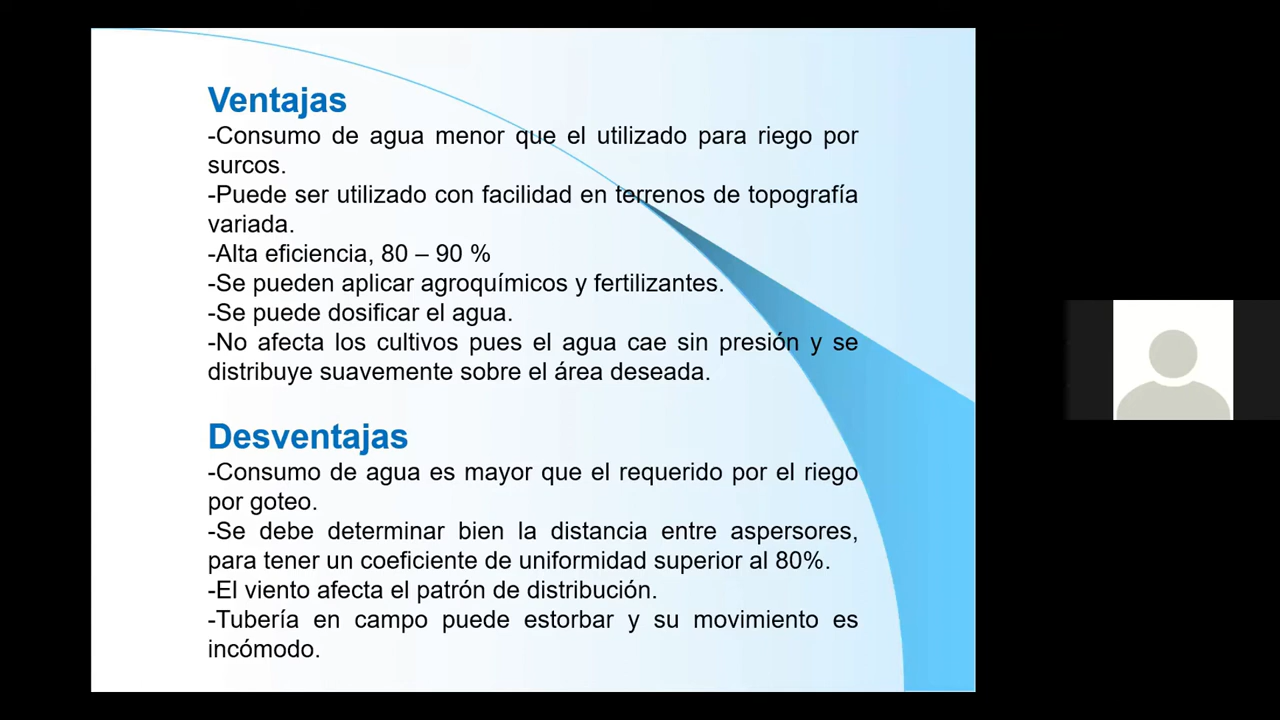 Ventajas
-Consumo de agua menor que el utilizado para riego por
surcos.
-Puede ser utilizado con facilidad en terrenos de topografía
variada.
-Alta eficiencia, 80 – 90 %
-Se pueden aplicar agroquímicos y fertilizantes.
-Se puede dosificar el agua.
-No afecta los cultivos pues el agua cae sin presión y se
distribuye suavemente sobre el área deseada.
Desventajas
-Consumo de agua es mayor que el requerido por el riego
por goteo.
-Se debe determinar bien la distancia entre aspersores,
para tener un coeficiente de uniformidad superior al 80%.
-El viento afecta el patrón de distribución.
-Tubería en campo puede estorbar y su movimiento es
incómodo.